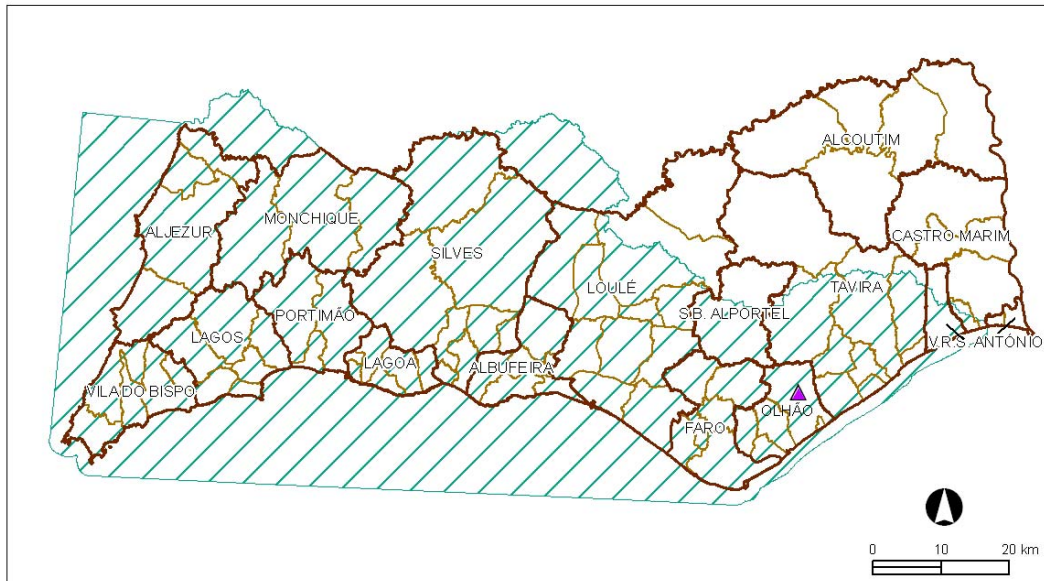 ALCOUTIM
MONCHIQUE
ALJEZUR
CASTRO MARIM
SILVES
LOULÉ
TAVIRA
S.B. ALPORTEL
PORTIMÃO
LAGOS
V.R.S. ANTÓNIO
LAGOA
ALBUFEIRA
VILA DO BISPO
OLHÃO
FARO
0 10 20 km